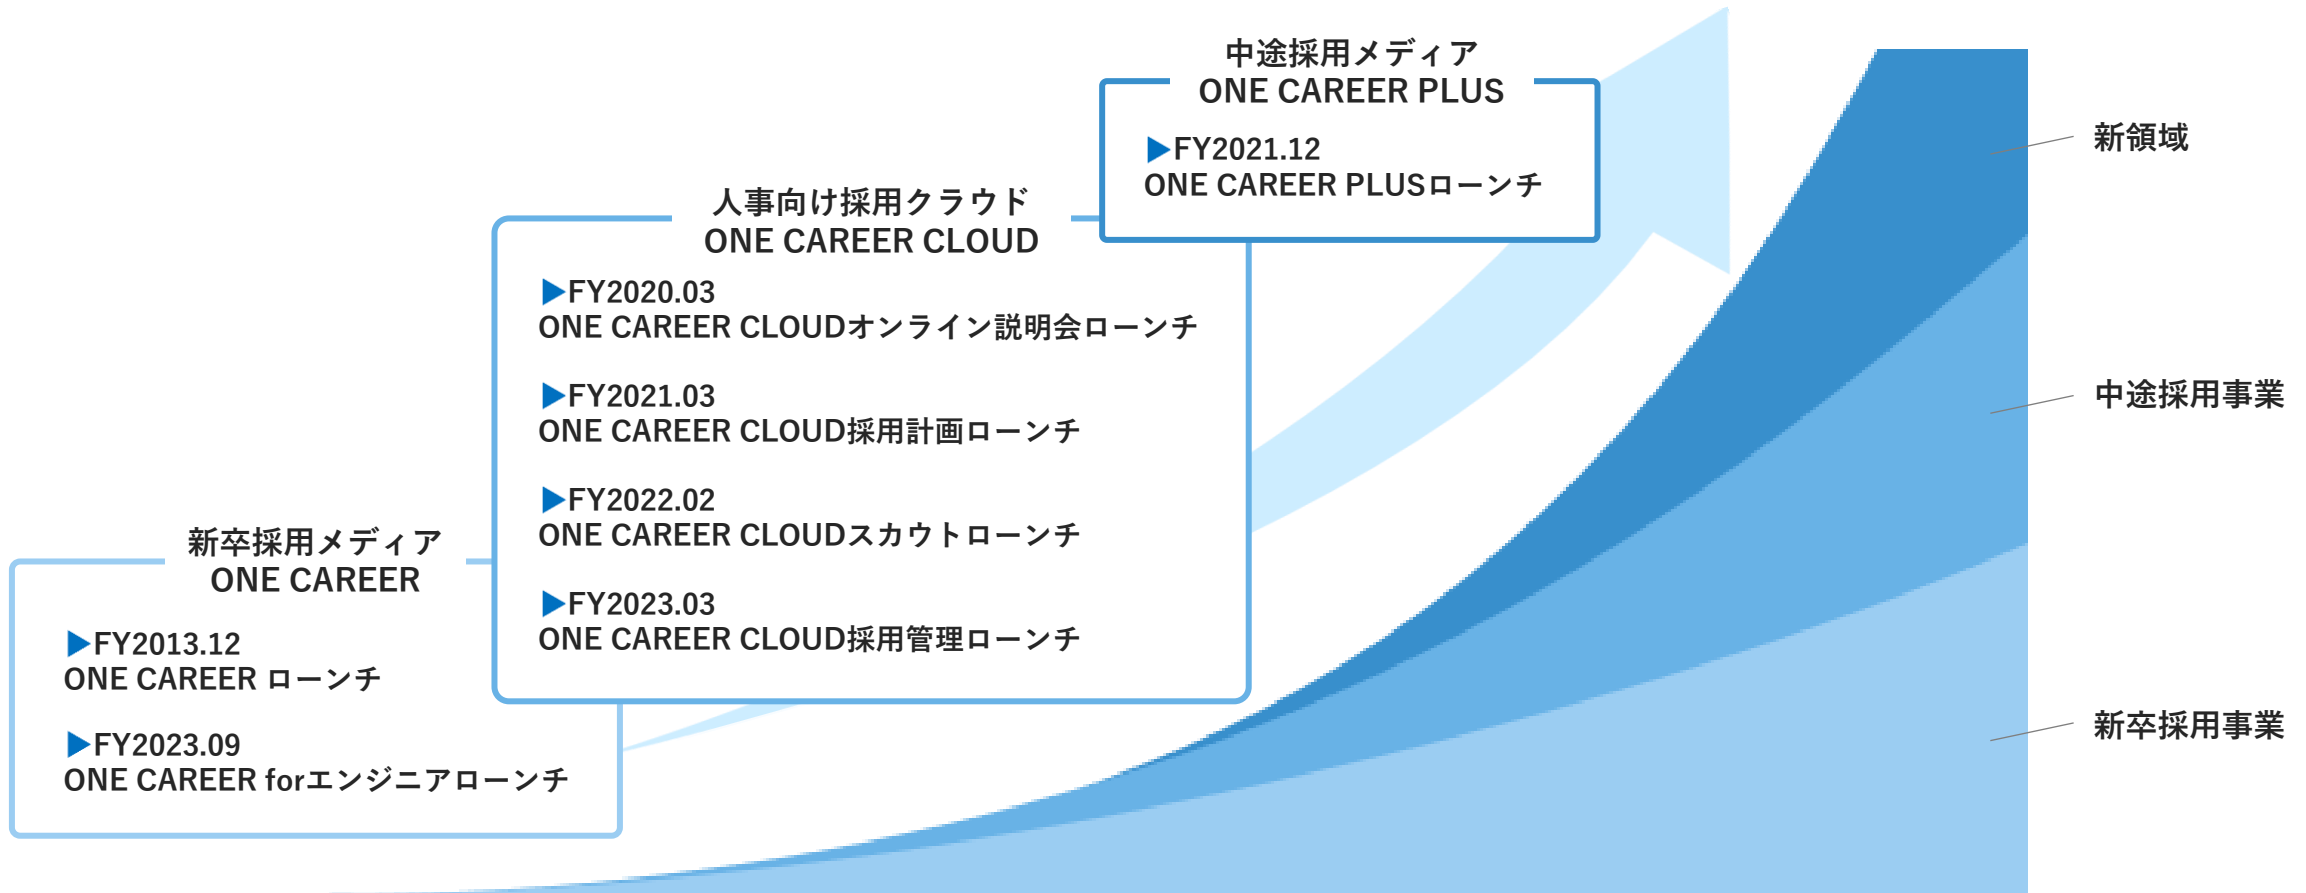 中途採用メディア
ONE CAREER PLUS
▶FY2021.12
ONE CAREER PLUSローンチ
人事向け採用クラウド
ONE CAREER CLOUD
▶FY2020.03
ONE CAREER CLOUDオンライン説明会ローンチ
▶FY2021.03
ONE CAREER CLOUD採用計画ローンチ
▶FY2022.02
ONE CAREER CLOUDスカウトローンチ
▶FY2023.03
ONE CAREER CLOUD採用管理ローンチ
新卒採用メディア
ONE CAREER
▶FY2013.12
ONE CAREER ローンチ
▶FY2023.09
ONE CAREER forエンジニアローンチ
新領域
中途採用事業
新卒採用事業